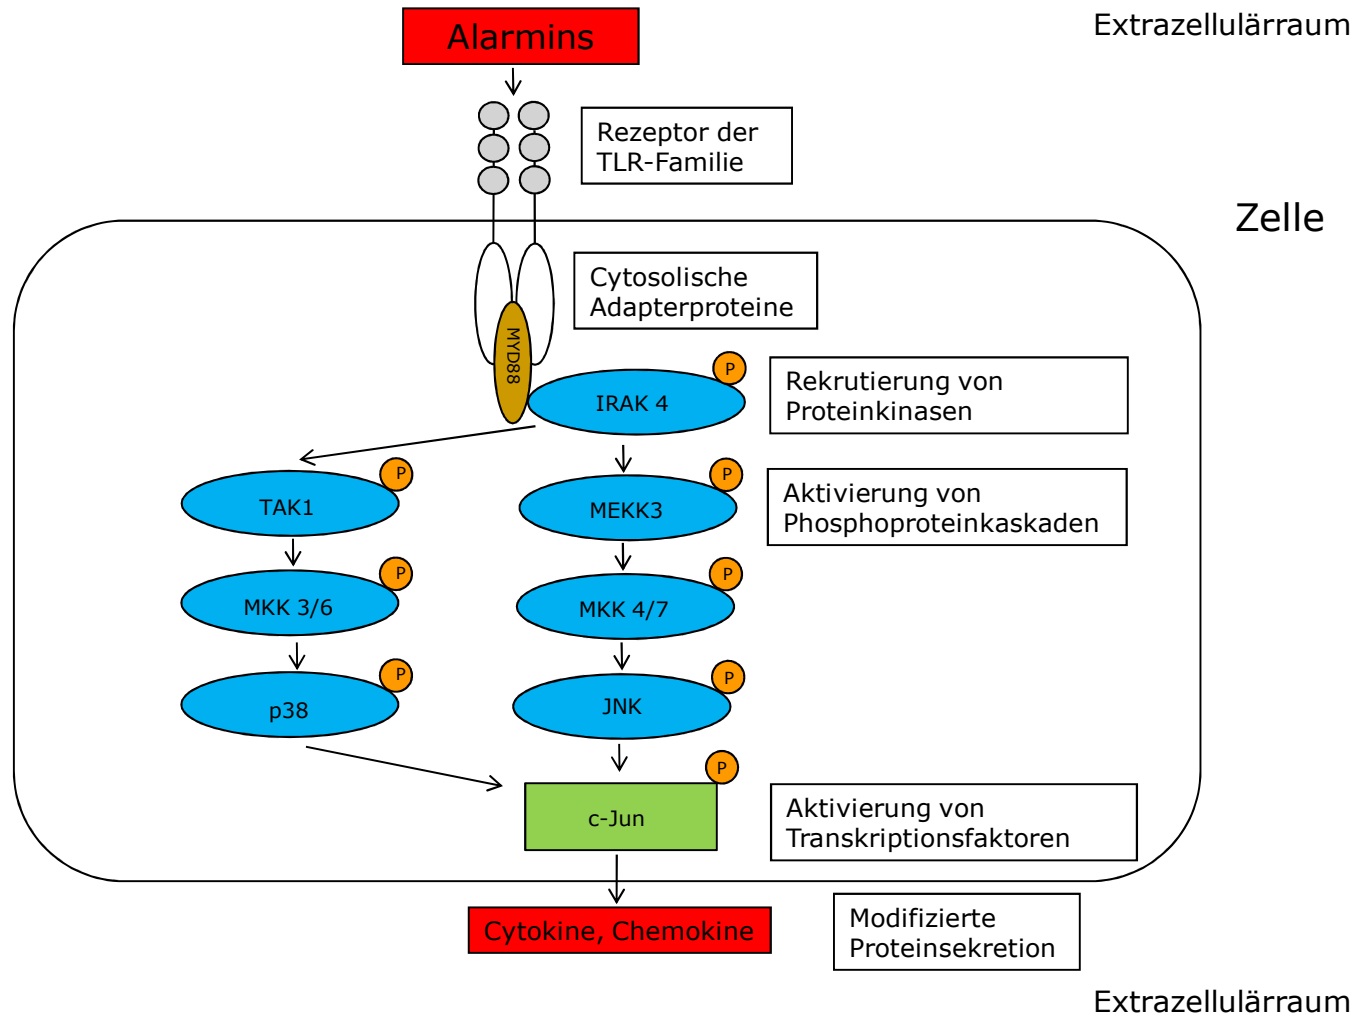 Extrazellulärraum
Alarmins
Rezeptor der
TLR-Familie
Zelle
Cytosolische
Adapterproteine
MYD88
P
IRAK 4
Rekrutierung von
Proteinkinasen
P
TAK1
P
MEKK3
Aktivierung von
Phosphoproteinkaskaden
P
MKK 3/6
P
MKK 4/7
P
p38
P
JNK
P
c-Jun
Aktivierung von
Transkriptionsfaktoren
Cytokine, Chemokine
Modifizierte
Proteinsekretion
Extrazellulärraum